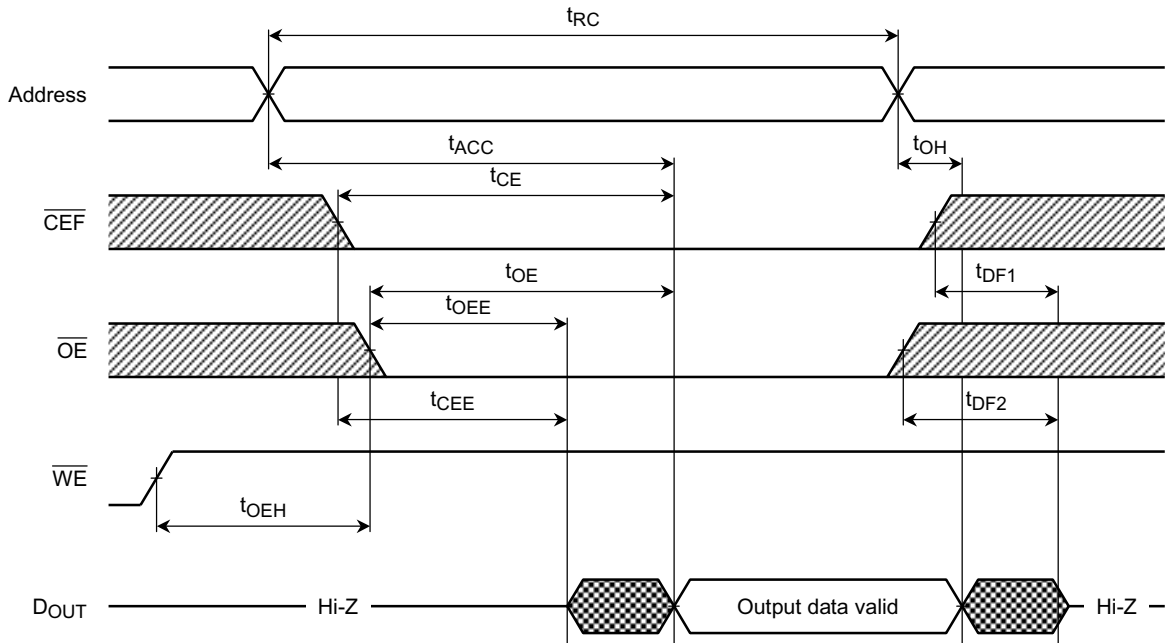 tRC
Address
tACC
tOH
tCE
CEF
tOE
tDF1
tOEE
OE
tCEE
tDF2
WE
tOEH
DOUT
Hi-Z
Output data valid
Hi-Z